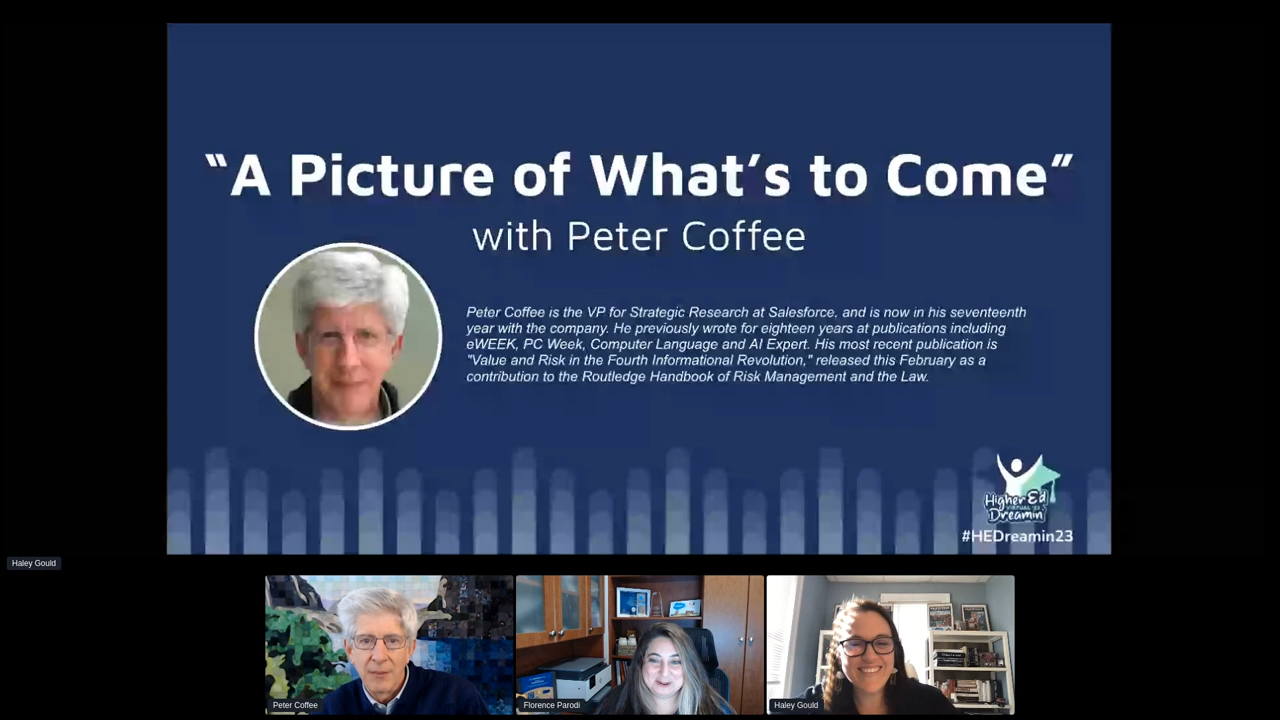 “A Picture of What’s to Come”
with Peter Coffee
Peter Coffee is the VP for Strategic Research at Salesforce, and is now in his seventeenth
year with the company. He previously wrote for eighteen years at publications including
eWEEK, PC Week, Computer Language and AI Expert. His most recent publication is
"Value and Risk in the Fourth Informational Revolution," released this February as a
contribution to the Routledge Handbook of Risk Management and the Law.
Higher Ed
VIRTUAL '23
Dreamin'
#HEDreamin23
Haley Gould
Peter Coffee
Florence Parodi
Haley Gould